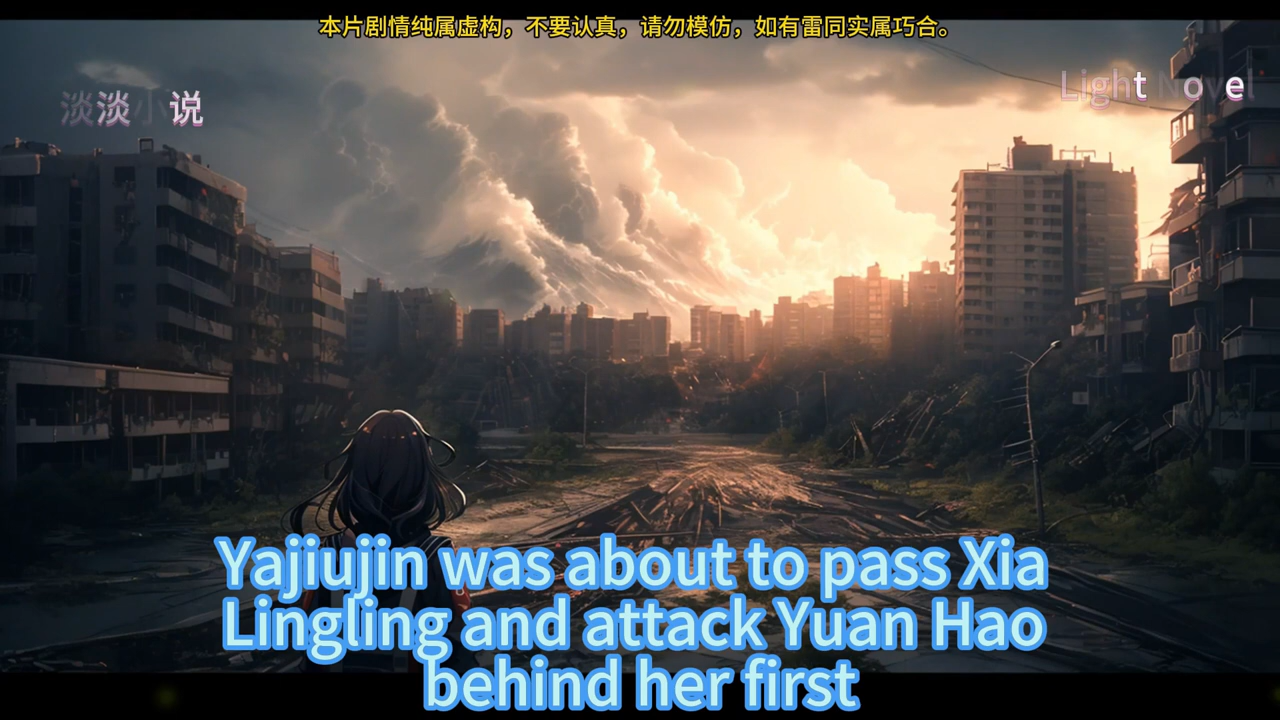 本片剧情纯属虚构，不要认真，请勿模仿，如有雷同实属巧合。
淡淡小说
Light Novel
Yajiujin was about to pass Xia
Lingling and attack Yuan Hao
behind her first